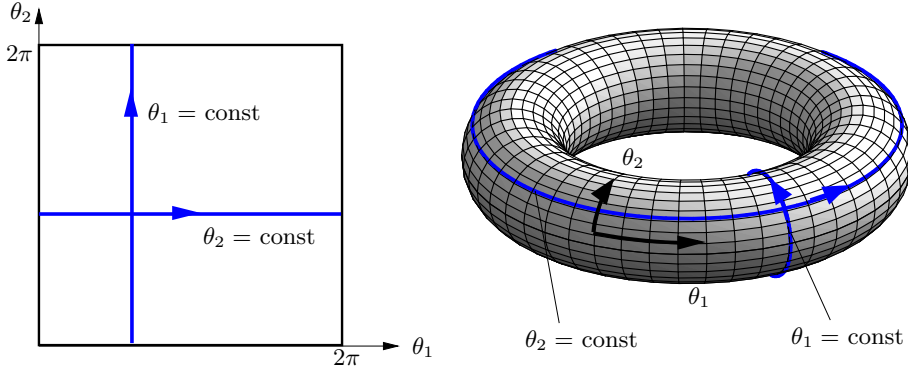 θ₂
2π
θ₁ = const
θ₂ = const
2π
θ₁
θ₂
θ₁
θ₂ = const
θ₁ = const